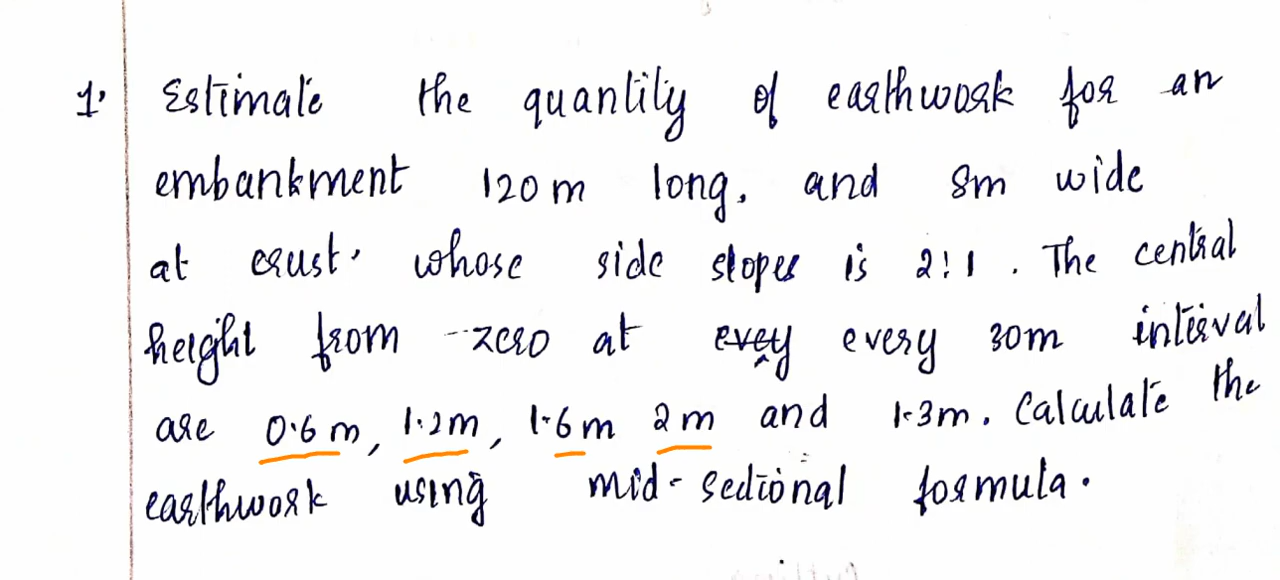 1. Estimate the quantity of earthwork for an
embankment 120 m long, and 8m wide
at crust, whose side slopes is 2:1. The central
height from zero at every every 30m interval
are 0.6 m, 1.2m, 1.6m 2m and 1.3m. Calculate the
earthwork using mid-sectional formula.